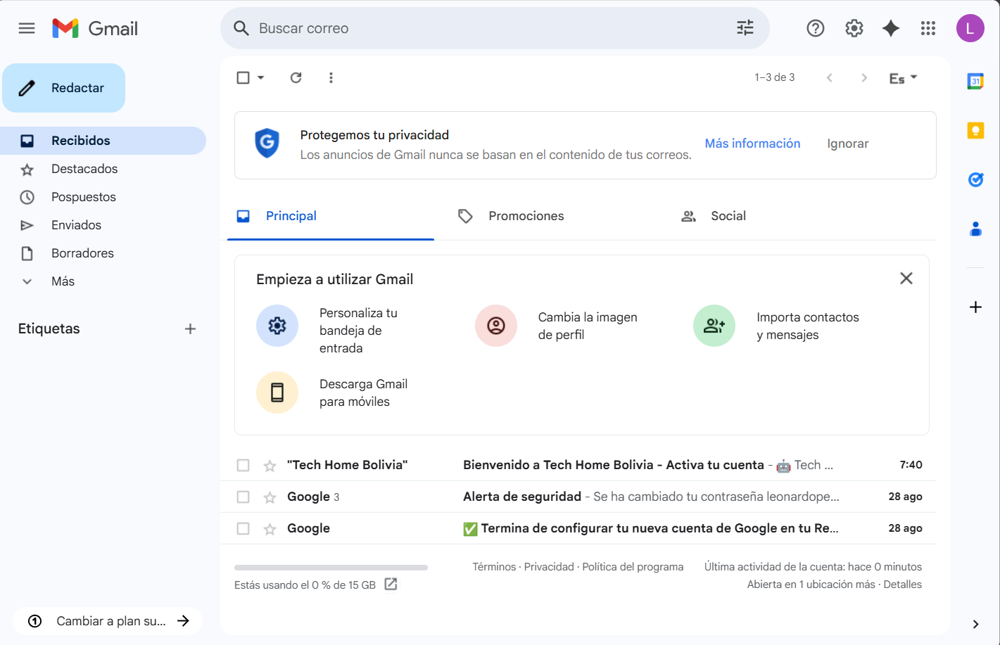 Gmail
Buscar correo
L
Redactar
1–3 de 3
Es
31
Recibidos
Destacados
Pospuestos
Enviados
Borradores
Más
Etiquetas
G
Protegemos tu privacidad
Los anuncios de Gmail nunca se basan en el contenido de tus correos.
Más información
Ignorar
Principal
Promociones
Social
Empieza a utilizar Gmail
Personaliza tu
bandeja de
entrada
Cambia la imagen
de perfil
Importa contactos
y mensajes
Descarga Gmail
para móviles
"Tech Home Bolivia" Bienvenido a Tech Home Bolivia - Activa tu cuenta - 🤖 Tech ... 7:40
Google 3 Alerta de seguridad - Se ha cambiado tu contraseña leonardope... 28 ago
Google ✅ Termina de configurar tu nueva cuenta de Google en tu Re... 28 ago
Estás usando el 0 % de 15 GB
Términos · Privacidad · Política del programa
Última actividad de la cuenta: hace 0 minutos
Abierta en 1 ubicación más · Detalles
1 Cambiar a plan su...